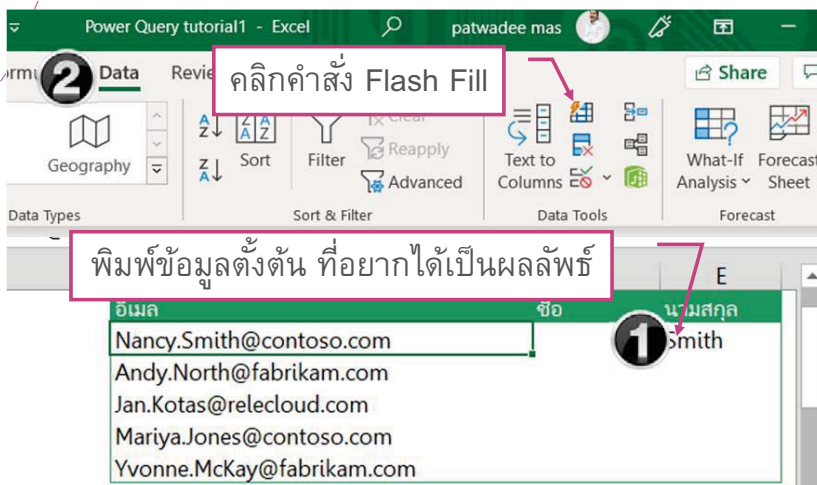 Power Query tutorial1 - Excel patwadee mas
2 Data คลิกคำสั่ง Flash Fill Share
Geography Sort Filter Clear Reapply Advanced Text to Columns What-If Analysis Forecast Sheet
Data Types Sort & Filter Data Tools Forecast
พิมพ์ข้อมูลตั้งต้น ที่อยากได้เป็นผลลัพธ์ E
อีเมล ชื่อ นามสกุล
Nancy.Smith@contoso.com 1 Smith
Andy.North@fabrikam.com
Jan.Kotas@relecloud.com
Mariya.Jones@contoso.com
Yvonne.McKay@fabrikam.com